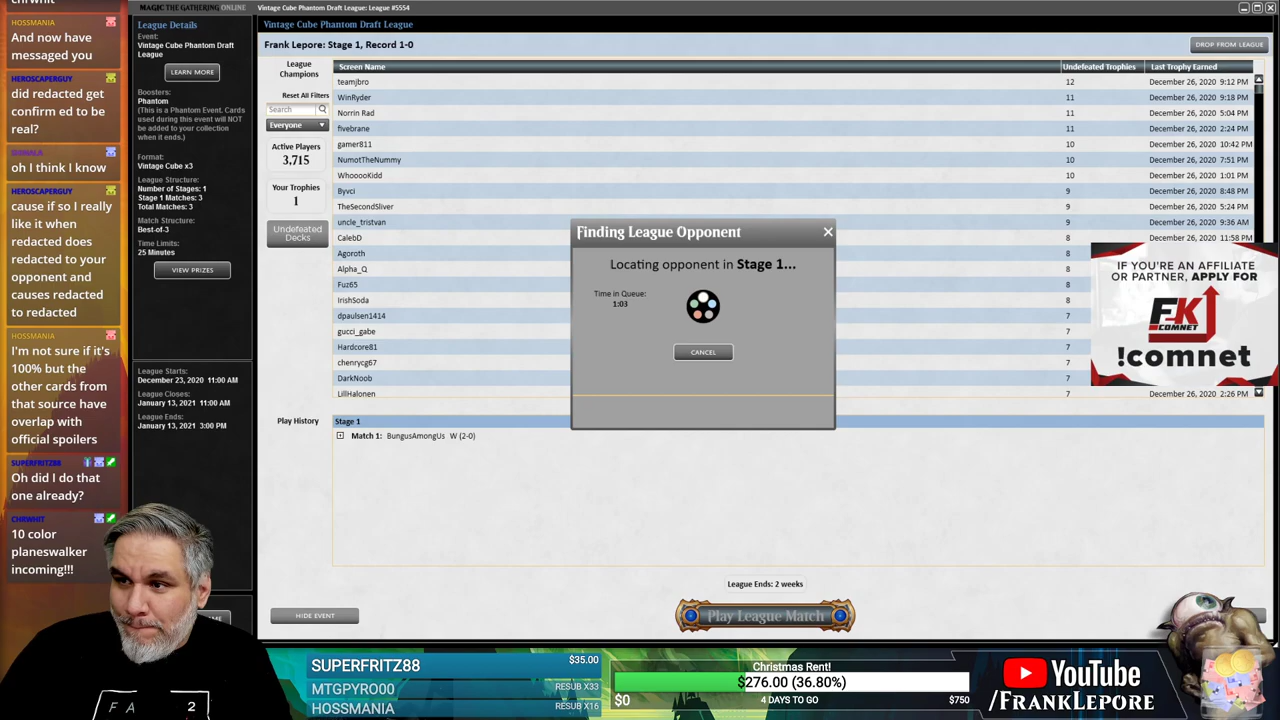 MAGIC THE GATHERING ONLINE
Vintage Cube Phantom Draft League: League #5554
HOSSMANIA
And now have
messaged you
HEROSCAPERGUY
did redacted get
confirm ed to be
real?
oh I think I know
HEROSCAPERGUY
cause if so I really
like it when
redacted does
redacted to your
opponent and
causes redacted
to redacted
HOSSMANIA
I'm not sure if it's
100% but the
other cards from
that source have
overlap with
official spoilers
SUPERFRITZ88
Oh did I do that
one already?
CHRWHIT
10 color
planeswalker
incoming!!!
League Details
Event:
Vintage Cube Phantom Draft
League
LEARN MORE
Boosters:
Phantom
(This is a Phantom Event. Cards
used during this event will NOT
be added to your collection
when it ends.)
Format:
Vintage Cube x3
League Structure:
Number of Stages: 1
Stage 1 Matches: 3
Total Matches: 3
Match Structure:
Best-of-3
Time Limits:
25 Minutes
VIEW PRIZES
League Starts:
December 23, 2020 11:00 AM
League Closes:
January 13, 2021 11:00 AM
League Ends:
January 13, 2021 3:00 PM
Vintage Cube Phantom Draft League
Frank Lepore: Stage 1, Record 1-0
DROP FROM LEAGUE
League
Champions
Reset All Filters
Search
Everyone
Active Players
3,715
Your Trophies
1
Undefeated
Decks
Screen Name Undefeated Trophies Last Trophy Earned
teamjbro 12 December 26, 2020 9:12 PM
WinRyder 11 December 26, 2020 9:18 PM
Norrin Rad 11 December 26, 2020 5:04 PM
fivebrane 11 December 26, 2020 2:24 PM
gamer811 10 December 26, 2020 10:42 PM
NumotTheNummy 10 December 26, 2020 7:51 PM
WhooooKidd 10 December 26, 2020 1:01 PM
Byvci 9 December 26, 2020 8:48 PM
TheSecondSliver 9 December 26, 2020 5:24 PM
uncle_tristvan 9 December 26, 2020 9:36 AM
CalebD 8 December 26, 2020 11:58 PM
Agoroth 8
Alpha_Q 8
Fuz65 8
IrishSoda 8
dpaulsen1414 7
gucci_gabe 7
Hardcore81 7
chenrycg67 7
DarkNoob 7
LillHalonen 7 December 26, 2020 2:26 PM
Finding League Opponent
Locating opponent in Stage 1...
Time in Queue:
1:03
CANCEL
IF YOU'RE AN AFFILIATE
OR PARTNER, APPLY FOR
COMNET
!comnet
Play History
Stage 1
Match 1: BungusAmongUs W (2-0)
League Ends: 2 weeks
HIDE EVENT
Play League Match
F A 2
SUPERFRITZ88 $35.00
MTGPYRO00 RESUB X33
HOSSMANIA RESUB X16
Christmas Rent!
$276.00 (36.80%)
$0 4 DAYS TO GO $750
YouTube
/FRANKLEPORE